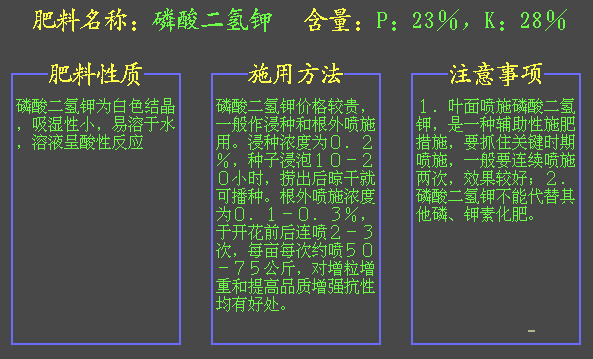 肥料名称：磷酸二氢钾　含量：P：23%，K：28%
肥料性质
磷酸二氢钾为白色结晶
，吸湿性小，易溶于水
，溶液呈酸性反应
施用方法
磷酸二氢钾价格较贵，
一般作浸种和根外喷施
用。浸种浓度为０．２
％，种子浸泡１０－２
０小时，捞出后晾干就
可播种。根外喷施浓度
为０．１－０．３％，
于开花前后连喷２－３
次，每亩每次约喷５０
－７５公斤，对增粒增
重和提高品质增强抗性
均有好处。
注意事项
１．叶面喷施磷酸二氢
钾，是一种辅助性施肥
措施，要抓住关键时期
喷施，一般要连续喷施
两次，效果较好；２．
磷酸二氢钾不能代替其
他磷、钾素化肥。